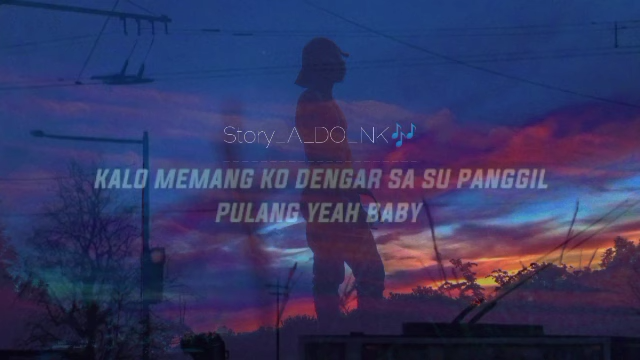 Story_A_DO_NK🎶
KALO MEMANG KO DENGAR SA SU PANGGIL
PULANG YEAH BABY